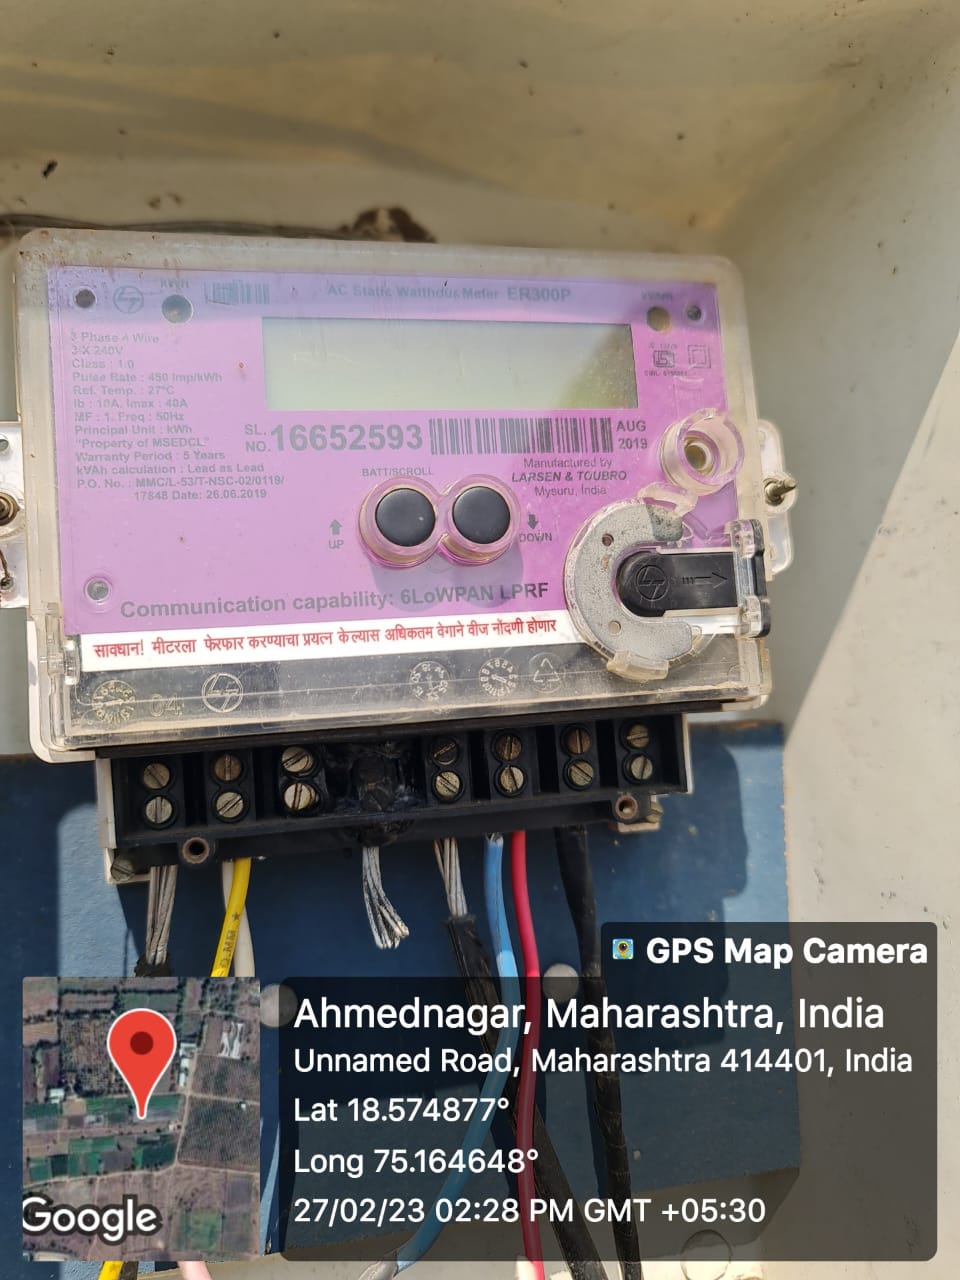 kWh
AC Static Watthour Meter ER300P
kVArh
3 Phase 4 Wire
3 X 240V
Class : 1.0
Pulse Rate : 450 Imp/kWh
Ref. Temp. : 27°C
Ib : 10A, Imax : 40A
MF : 1, Freq : 50Hz
Principal Unit : kWh
"Property of MSEDCL"
Warranty Period : 5 Years
kVAh calculation : Lead as Lead
P.O. No. : MMC/L-53/T-NSC-02/0119/
17848 Date: 26.06.2019
SL. NO. 16652593
AUG 2019
Manufactured by
LARSEN & TOUBRO
Mysuru, India
BATT/SCROLL
UP
DOWN
Communication capability: 6LoWPAN LPRF
सावधान! मीटरला फेरफार करण्याचा प्रयत्न केल्यास अधिकतम वेगाने वीज नोंदणी होणार
GPS Map Camera
Ahmednagar, Maharashtra, India
Unnamed Road, Maharashtra 414401, India
Lat 18.574877°
Long 75.164648°
27/02/23 02:28 PM GMT +05:30
Google